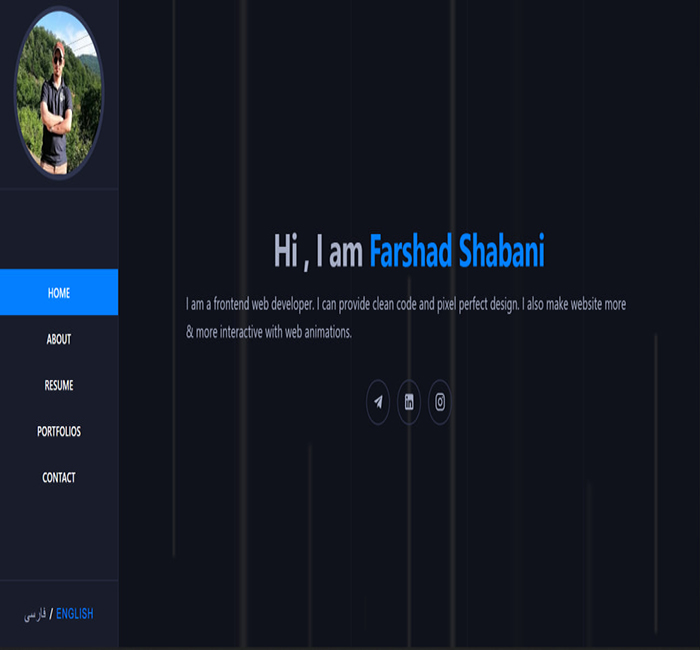 HOME
ABOUT
RESUME
PORTFOLIOS
CONTACT
فارسی / ENGLISH
Hi , I am Farshad Shabani
I am a frontend web developer. I can provide clean code and pixel perfect design. I also make website more
& more interactive with web animations.